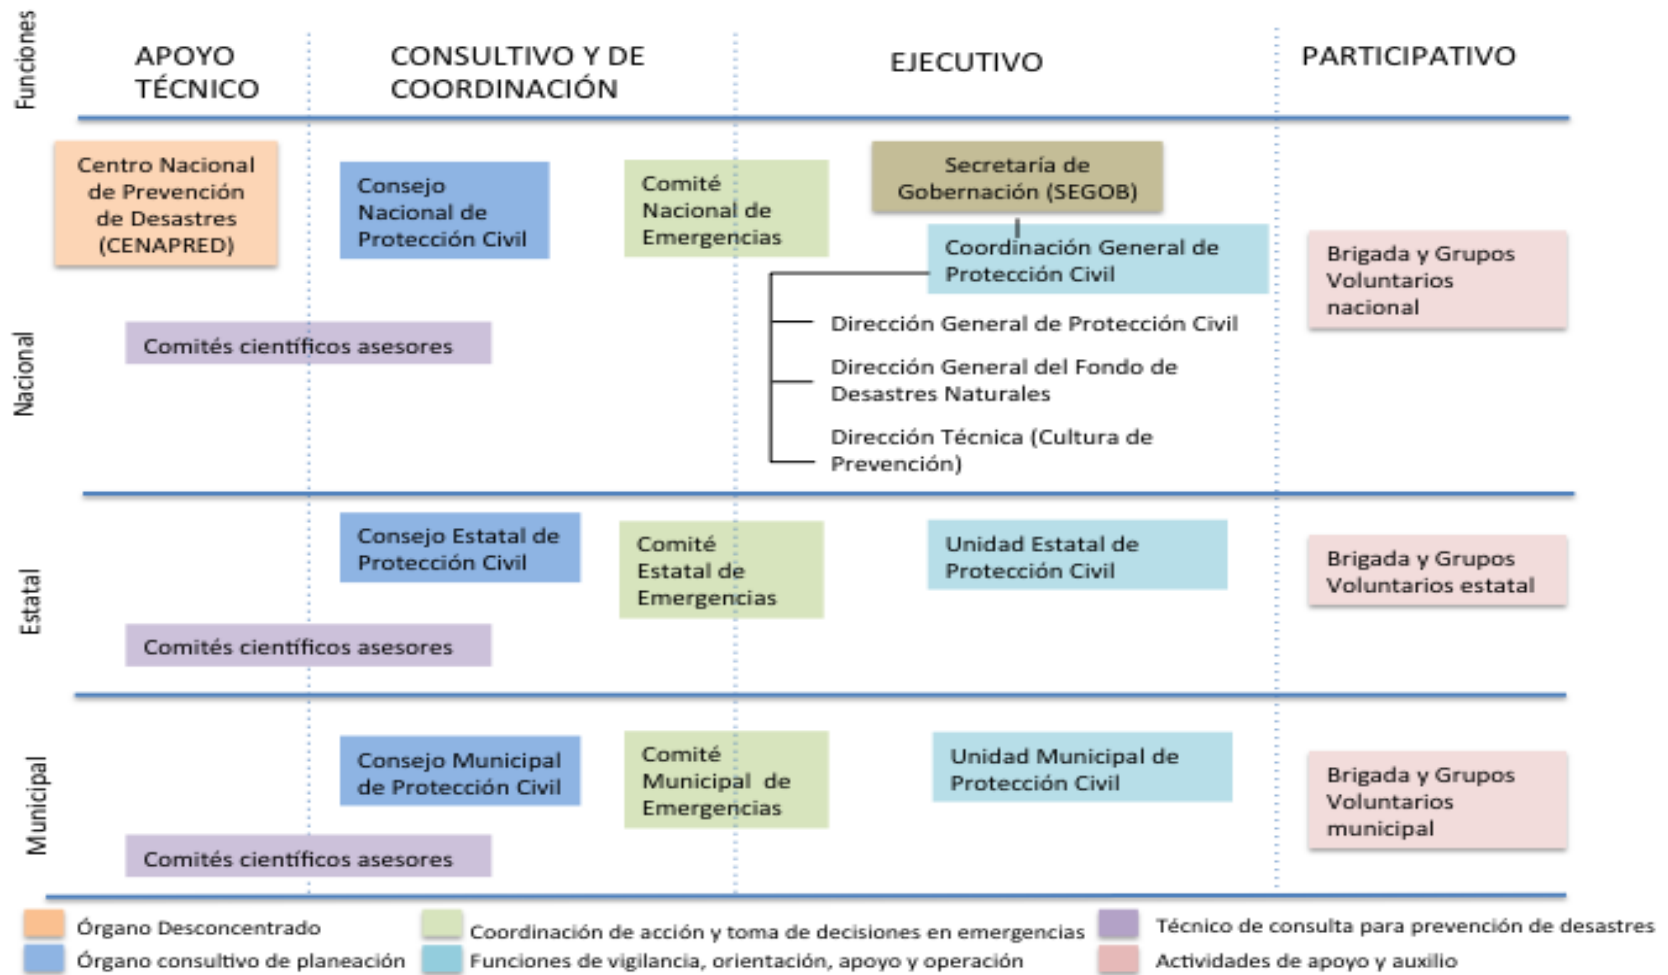 Funciones
APOYO
TÉCNICO
CONSULTIVO Y DE
COORDINACIÓN
EJECUTIVO
PARTICIPATIVO
Nacional
Centro Nacional
de Prevención
de Desastres
(CENAPRED)
Consejo
Nacional de
Protección Civil
Comité
Nacional de
Emergencias
Secretaría de
Gobernación (SEGOB)
Coordinación General de
Protección Civil
Dirección General de Protección Civil
Dirección General del Fondo de
Desastres Naturales
Dirección Técnica (Cultura de
Prevención)
Brigada y Grupos
Voluntarios
nacional
Comités científicos asesores
Estatal
Consejo Estatal de
Protección Civil
Comité
Estatal de
Emergencias
Unidad Estatal de
Protección Civil
Brigada y Grupos
Voluntarios estatal
Comités científicos asesores
Municipal
Consejo Municipal
de Protección Civil
Comité
Municipal de
Emergencias
Unidad Municipal de
Protección Civil
Brigada y Grupos
Voluntarios
municipal
Comités científicos asesores
Órgano Desconcentrado
Órgano consultivo de planeación
Coordinación de acción y toma de decisiones en emergencias
Funciones de vigilancia, orientación, apoyo y operación
Técnico de consulta para prevención de desastres
Actividades de apoyo y auxilio